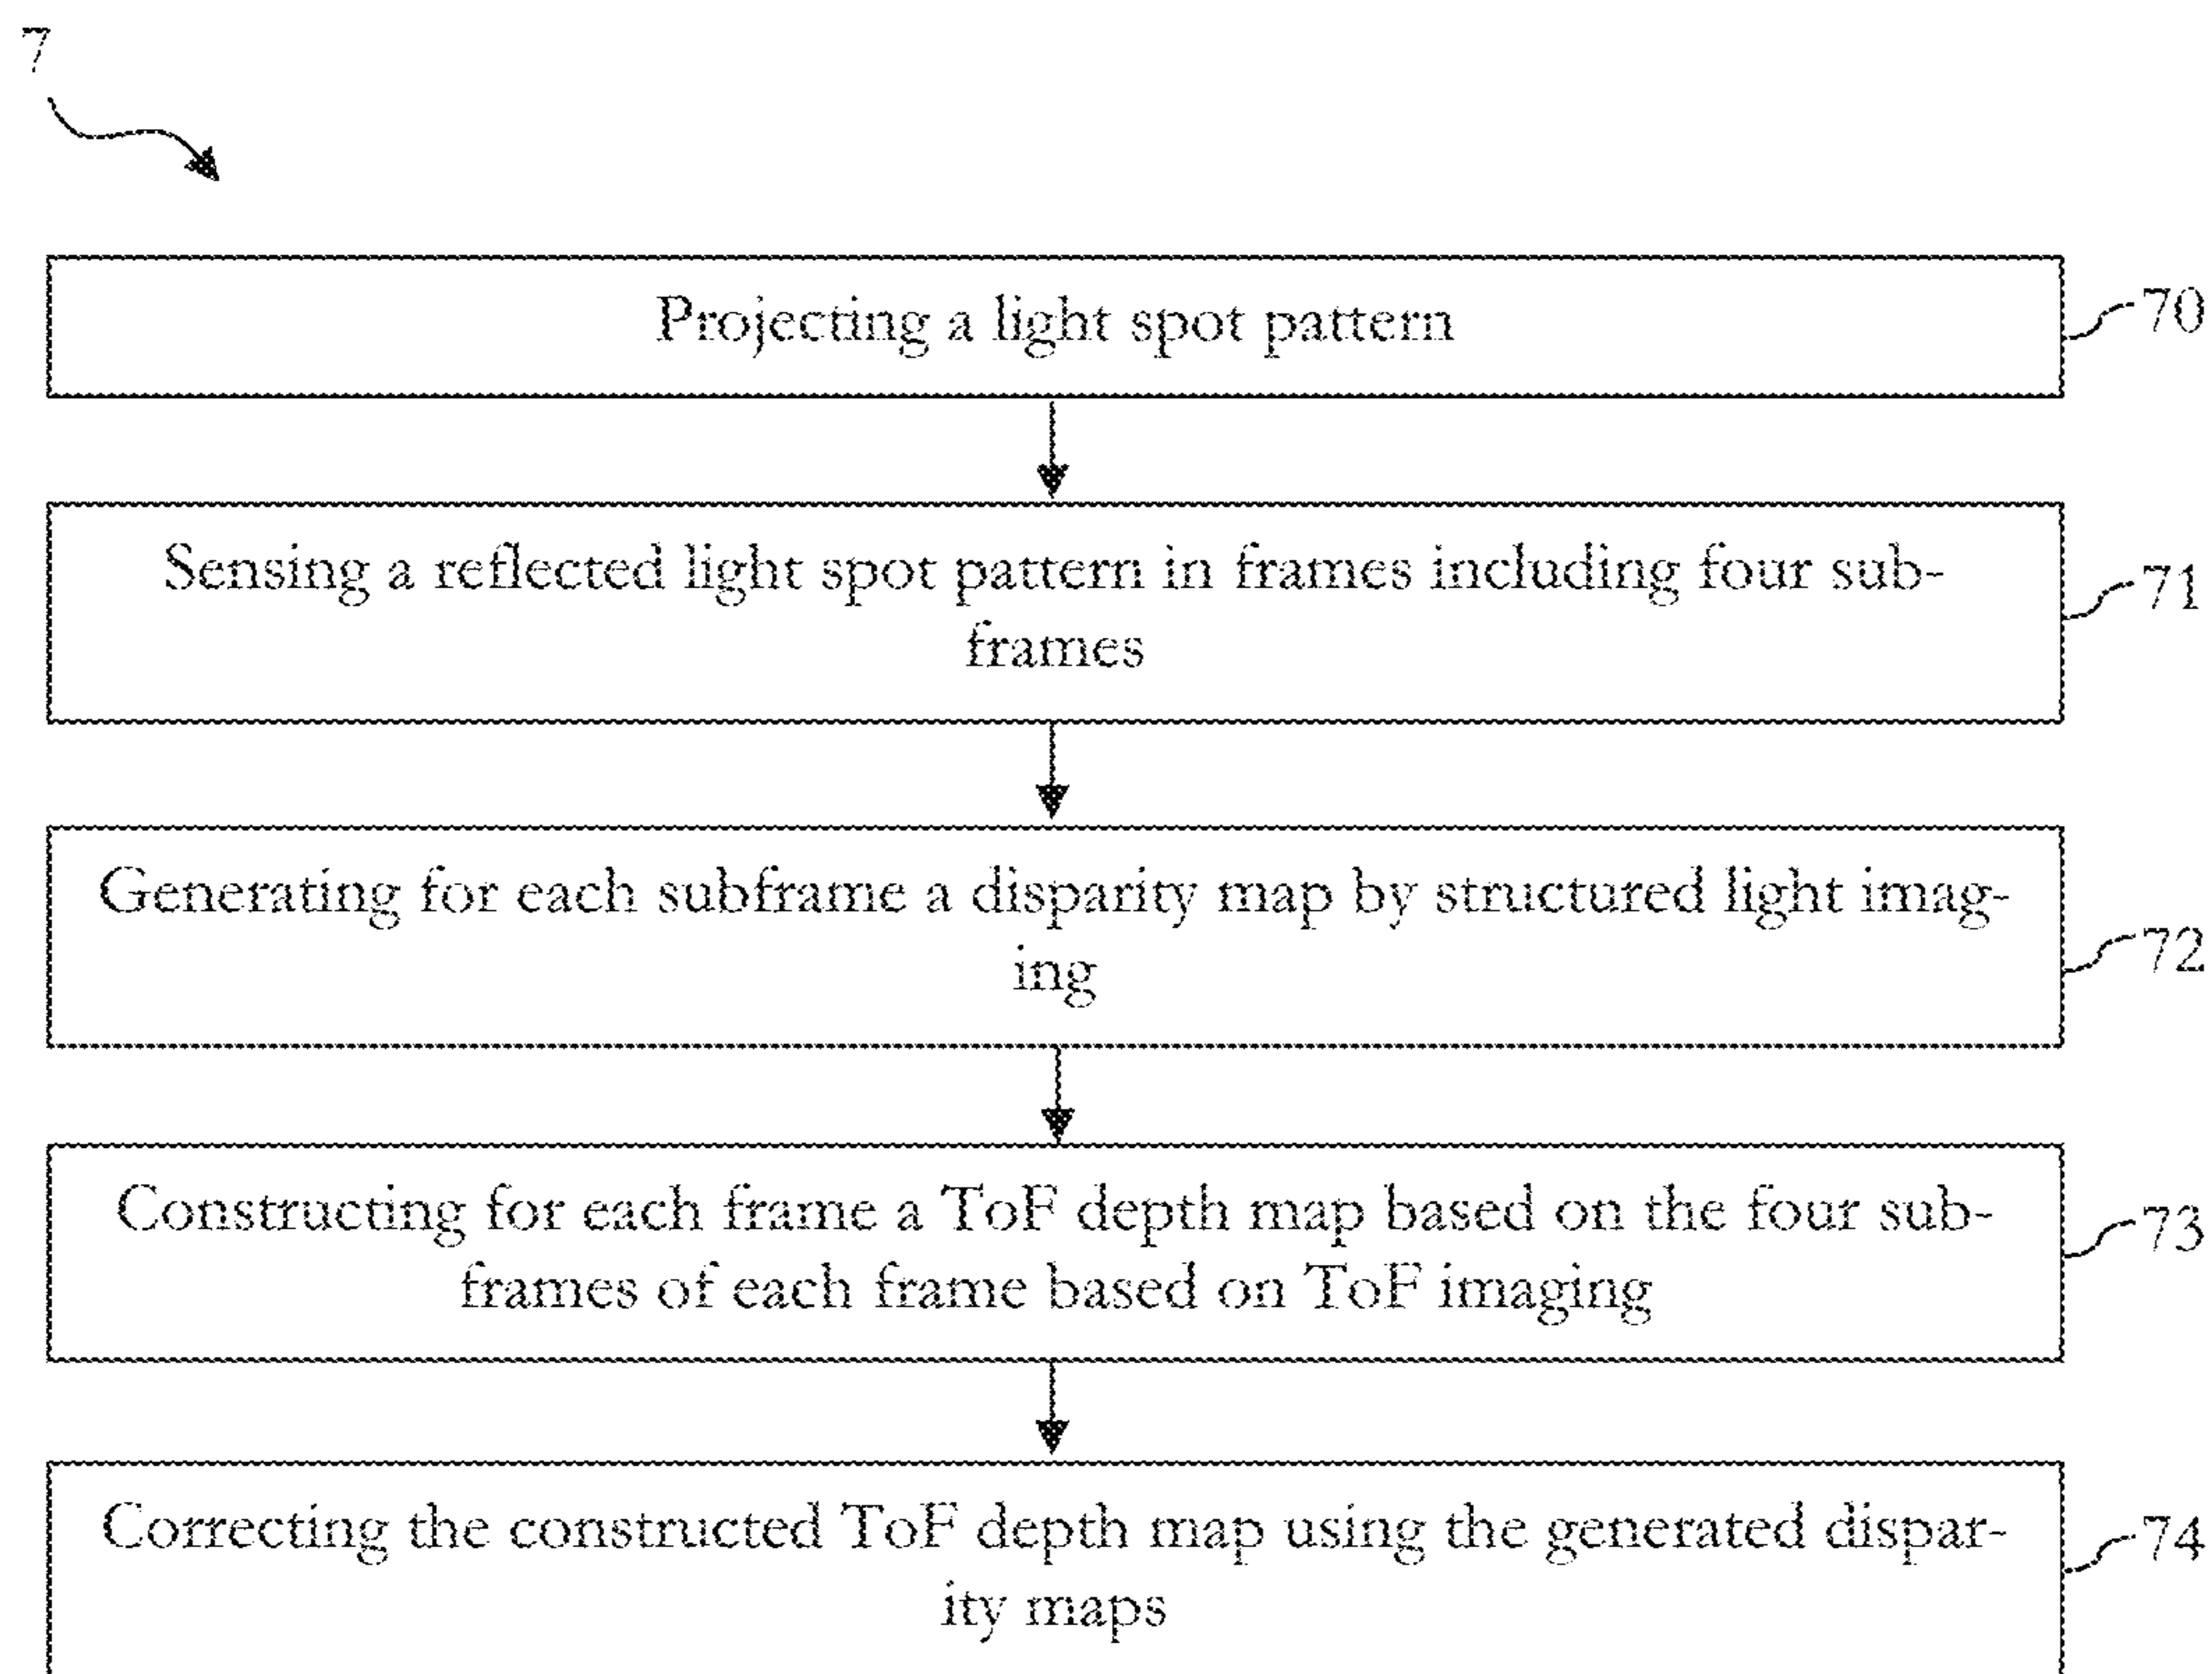 7
Projecting a light spot pattern
70
Sensing a reflected light spot pattern in frames including four sub-
frames
71
Generating for each subframe a disparity map by structured light imag-
ing
72
Constructing for each frame a ToF depth map based on the four sub-
frames of each frame based on ToF imaging
73
Correcting the constructed ToF depth map using the generated dispar-
ity maps
74